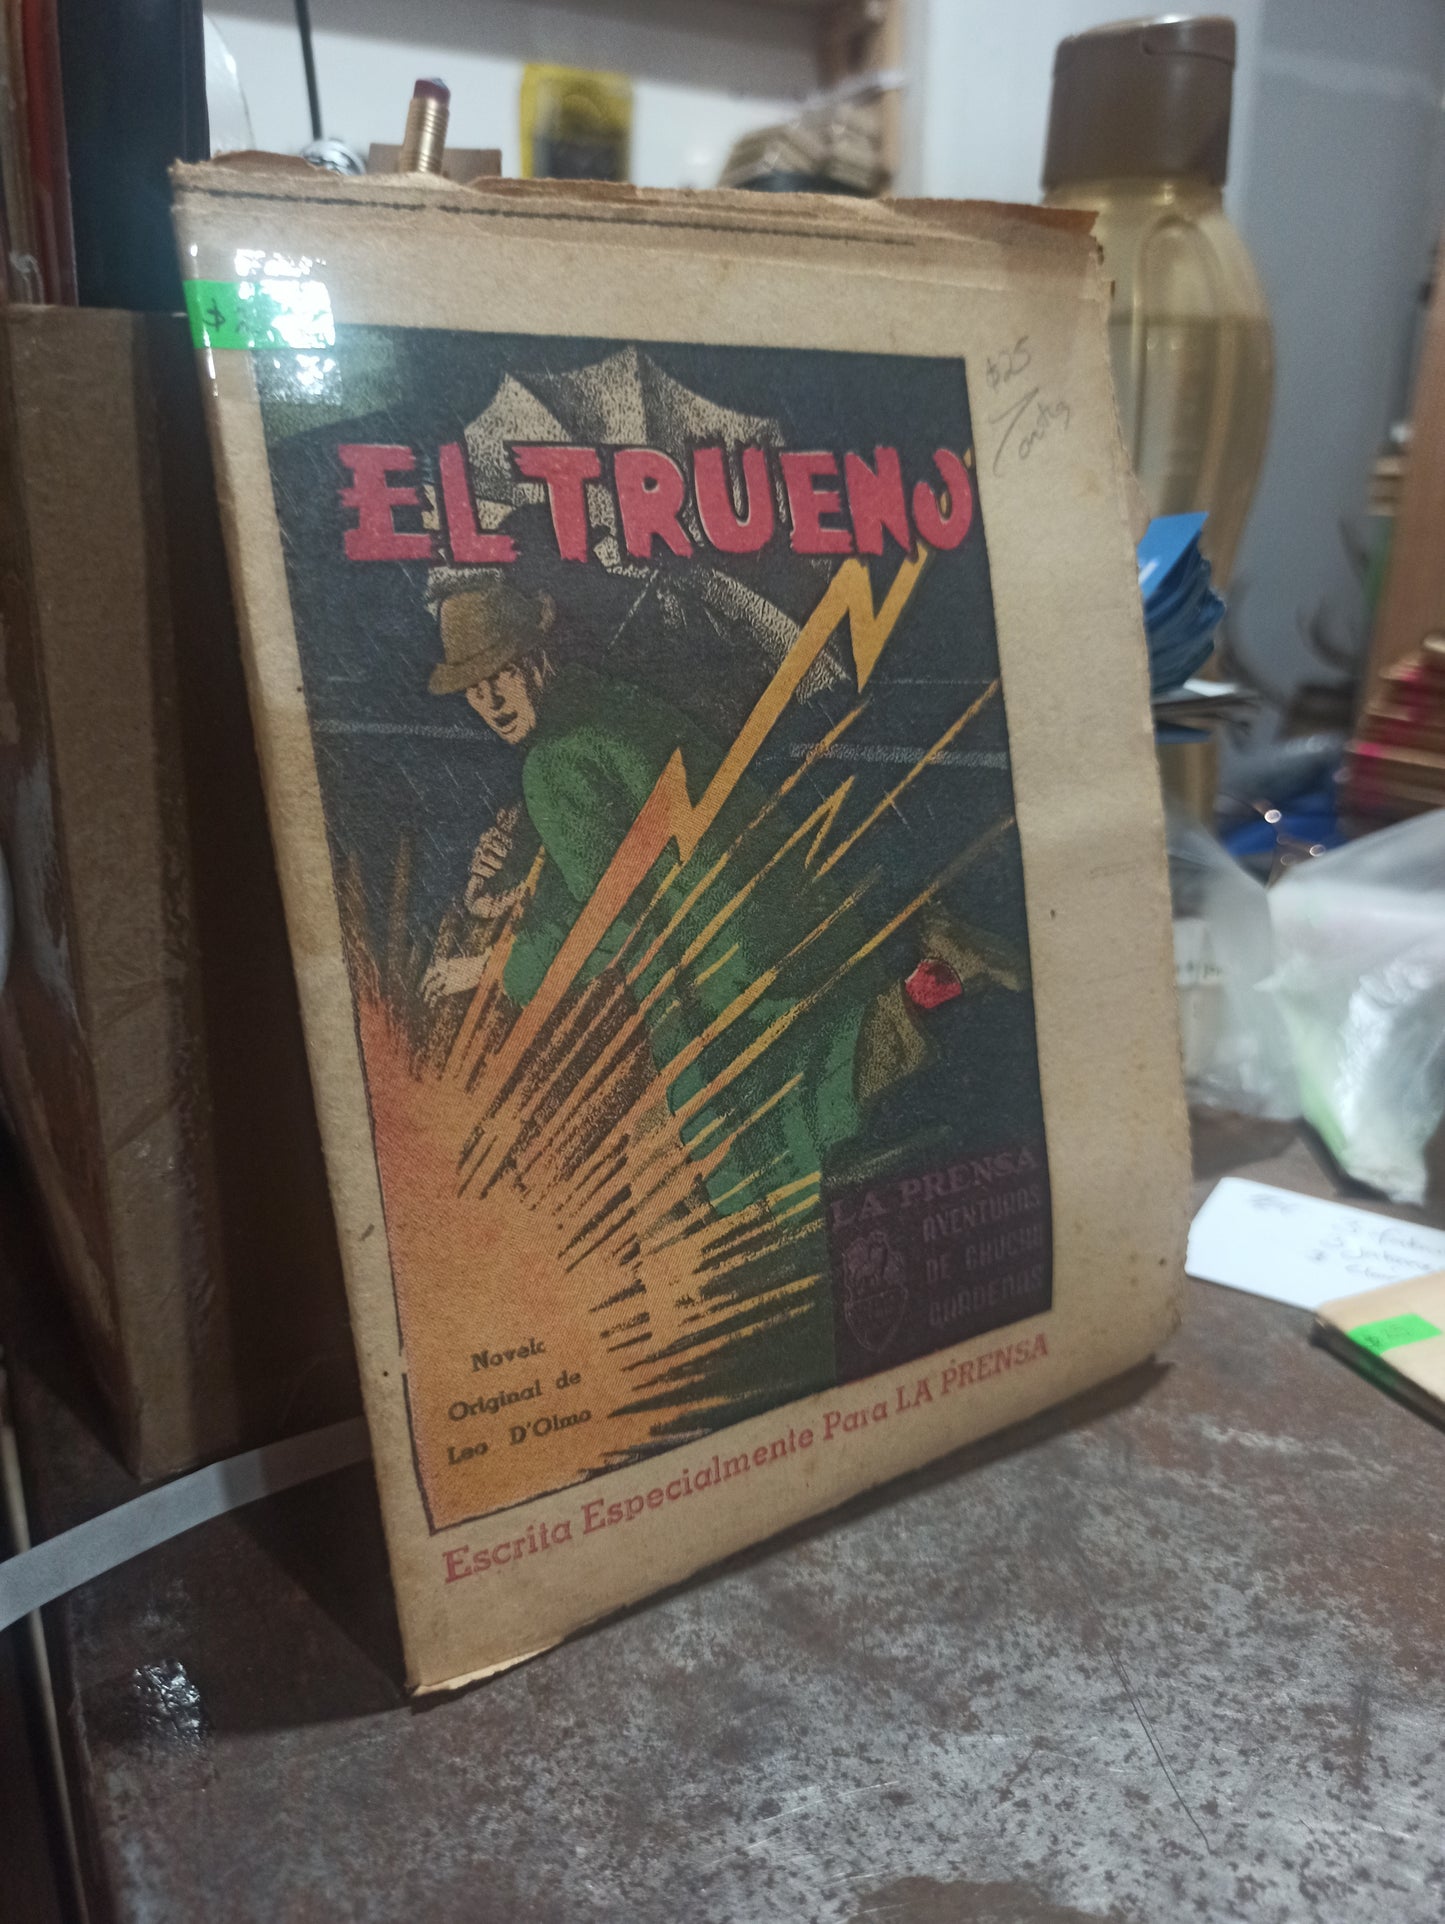 $25
EL TRUENO
LA PRENSA
AVENTURAS
DE CHUCHO
CARDENAS
Novela
Original de
Leo D'Olmo
Escrita Especialmente Para LA PRENSA